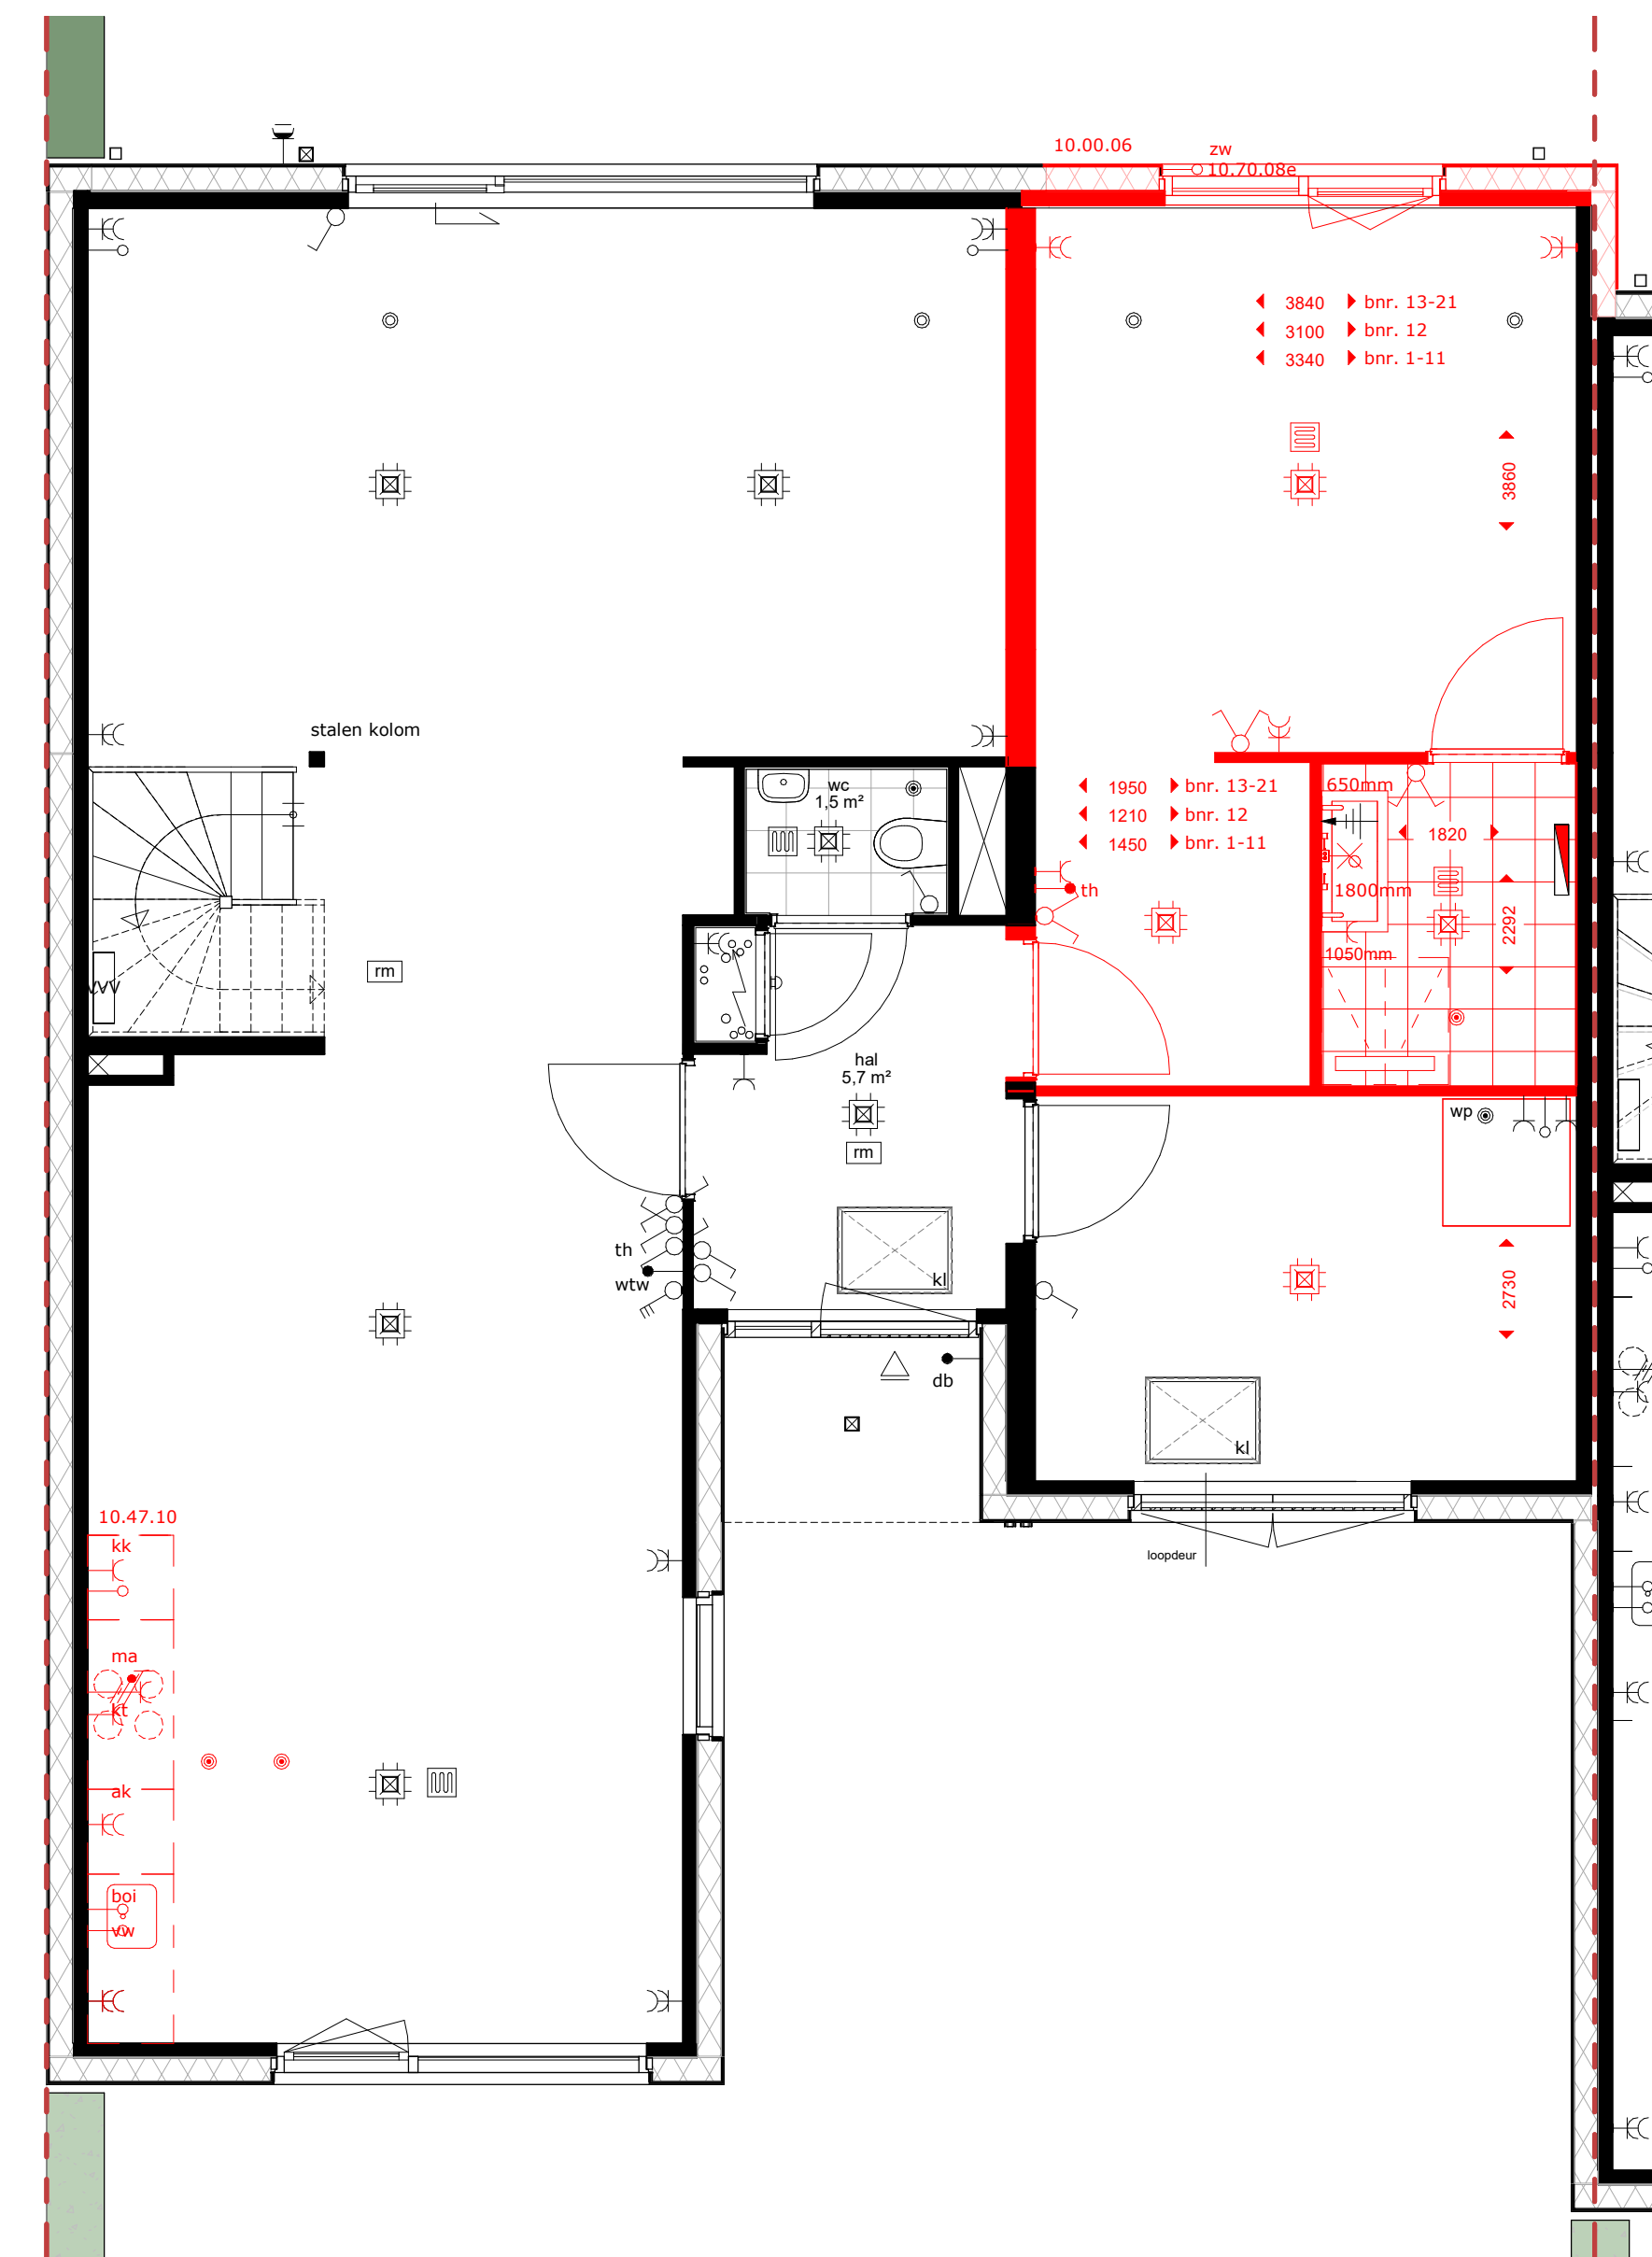 10.00.06
zw
10.70.08e
3840 bnr. 13-21
3100 bnr. 12
3340 bnr. 1-11
3860
stalen kolom
wc
1,5 m²
1950 bnr. 13-21
1210 bnr. 12
1450 bnr. 1-11
650mm
1820
1800mm
th
2292
1050mm
rm
vvv
hal
5,7 m²
rm
wp
th
wtw
kl
2730
db
kl
loopdeur
10.47.10
kk
ma
kt
ak
boi
vw